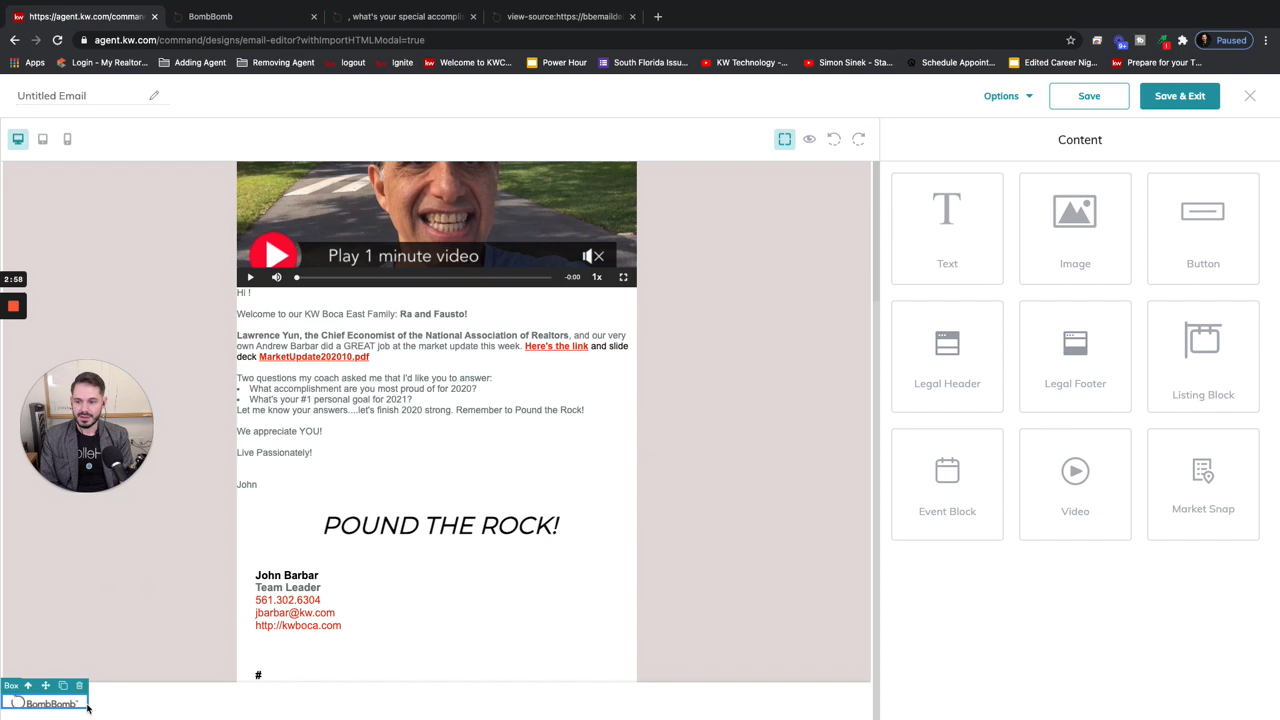 https://agent.kw.com/comman
BombBomb
, what's your special accomplis
view-source:https://bbemaildel
agent.kw.com/command/designs/email-editor?withImportHTMLModal=true
Paused
Apps
Login - My Realtor...
Adding Agent
Removing Agent
logout
Ignite
Welcome to KWC...
Power Hour
South Florida Issu...
KW Technology -...
Simon Sinek - Sta...
Schedule Appoint...
Edited Career Nig...
Prepare for your T...
Untitled Email
Options
Save
Save & Exit
Content
Play 1 minute video
-0:00
1x
Hi !
Welcome to our KW Boca East Family: Ra and Fausto!
Lawrence Yun, the Chief Economist of the National Association of Realtors, and our very
own Andrew Barbar did a GREAT job at the market update this week. Here's the link and slide
deck MarketUpdate202010.pdf
Two questions my coach asked me that I'd like you to answer:
• What accomplishment are you most proud of for 2020?
• What's your #1 personal goal for 2021?
Let me know your answers....let's finish 2020 strong. Remember to Pound the Rock!
We appreciate YOU!
Live Passionately!
John
POUND THE ROCK!
John Barbar
Team Leader
561.302.6304
jbarbar@kw.com
http://kwboca.com
#
2:58
Box
BombBomb
Text
Image
Button
Legal Header
Legal Footer
Listing Block
Event Block
Video
Market Snap